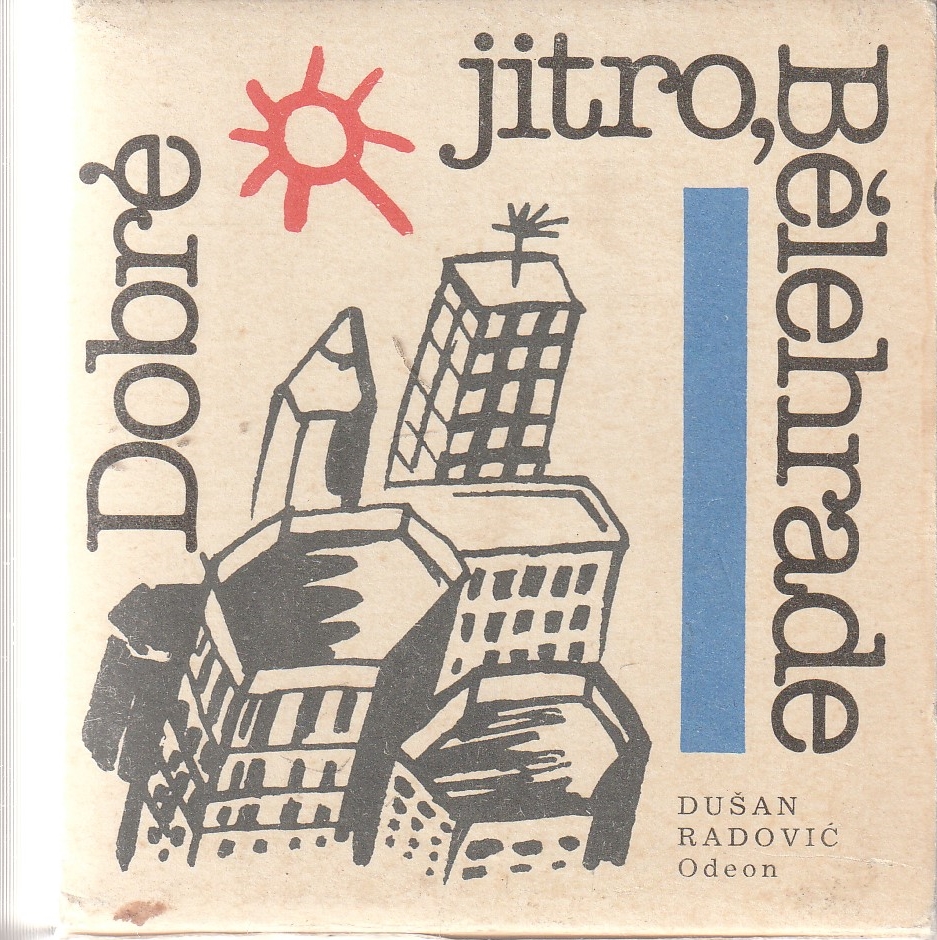 Dobré
jitro,
Bělehrade
DUŠAN
RADOVIĆ
Odeon